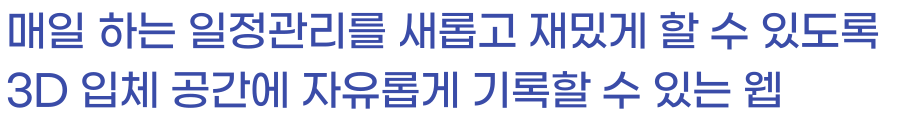 매일 하는 일정관리를 새롭고 재밌게 할 수 있도록
3D 입체 공간에 자유롭게 기록할 수 있는 웹